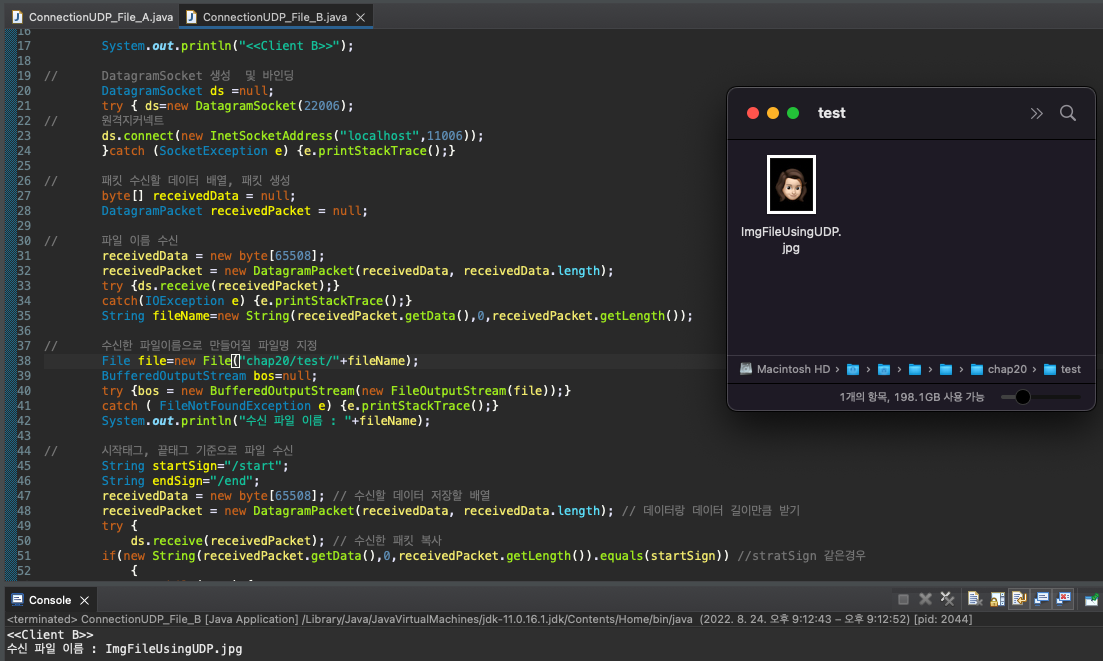 ConnectionUDP_File_A.java
ConnectionUDP_File_B.java
16
17 System.out.println("<<Client B>>");
18
19 // DatagramSocket 생성 및 바인딩
20 DatagramSocket ds =null;
21 try { ds=new DatagramSocket(22006);
22 // 원격지커넥트
23 ds.connect(new InetSocketAddress("localhost",11006));
24 }catch (SocketException e) {e.printStackTrace();}
25
26 // 패킷 수신할 데이터 배열, 패킷 생성
27 byte[] receivedData = null;
28 DatagramPacket receivedPacket = null;
29
30 // 파일 이름 수신
31 receivedData = new byte[65508];
32 receivedPacket = new DatagramPacket(receivedData, receivedData.length);
33 try {ds.receive(receivedPacket);}
34 catch(IOException e) {e.printStackTrace();}
35 String fileName=new String(receivedPacket.getData(),0,receivedPacket.getLength());
36
37 // 수신한 파일이름으로 만들어질 파일명 지정
38 File file=new File("chap20/test/"+fileName);
39 BufferedOutputStream bos=null;
40 try {bos = new BufferedOutputStream(new FileOutputStream(file));}
41 catch ( FileNotFoundException e) {e.printStackTrace();}
42 System.out.println("수신 파일 이름 : "+fileName);
43
44 // 시작태그, 끝태그 기준으로 파일 수신
45 String startSign="/start";
46 String endSign="/end";
47 receivedData = new byte[65508]; // 수신할 데이터 저장할 배열
48 receivedPacket = new DatagramPacket(receivedData, receivedData.length); // 데이터랑 데이터 길이만큼 받기
49 try {
50 ds.receive(receivedPacket); // 수신한 패킷 복사
51 if(new String(receivedPacket.getData(),0,receivedPacket.getLength()).equals(startSign)) //stratSign 같은경우
52 {
test
ImgFileUsingUDP.
jpg
Macintosh HD › › › › › chap20 › test
1개의 항목, 198.1GB 사용 가능
Console
<terminated> ConnectionUDP_File_B [Java Application] /Library/Java/JavaVirtualMachines/jdk-11.0.16.1.jdk/Contents/Home/bin/java (2022. 8. 24. 오후 9:12:43 – 오후 9:12:52) [pid: 2044]
<<Client B>>
수신 파일 이름 : ImgFileUsingUDP.jpg